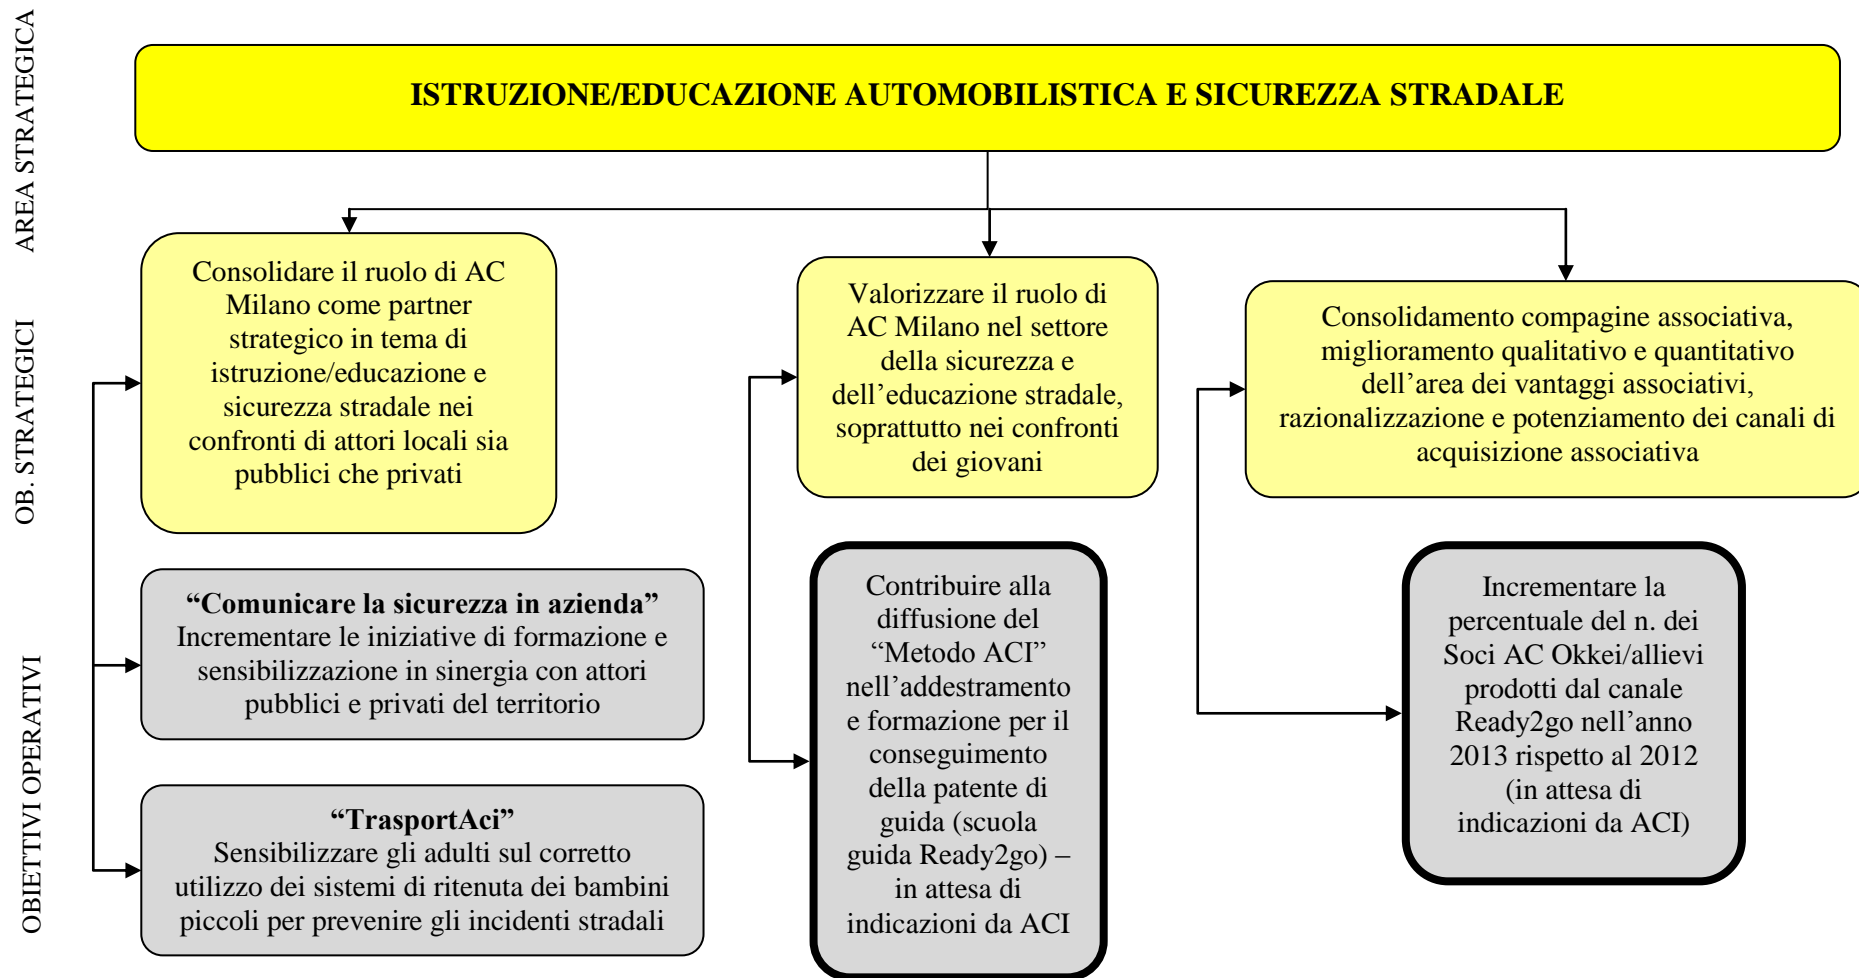 AREA STRATEGICA
ISTRUZIONE/EDUCAZIONE AUTOMOBILISTICA E SICUREZZA STRADALE
OB. STRATEGICI
Consolidare il ruolo di AC
Milano come partner
strategico in tema di
istruzione/educazione e
sicurezza stradale nei
confronti di attori locali sia
pubblici che privati
Valorizzare il ruolo di
AC Milano nel settore
della sicurezza e
dell’educazione stradale,
soprattutto nei confronti
dei giovani
Consolidamento compagine associativa,
miglioramento qualitativo e quantitativo
dell’area dei vantaggi associativi,
razionalizzazione e potenziamento dei canali di
acquisizione associativa
OBIETTIVI OPERATIVI
“Comunicare la sicurezza in azienda”
Incrementare le iniziative di formazione e
sensibilizzazione in sinergia con attori
pubblici e privati del territorio
“TrasportAci”
Sensibilizzare gli adulti sul corretto
utilizzo dei sistemi di ritenuta dei bambini
piccoli per prevenire gli incidenti stradali
Contribuire alla
diffusione del
“Metodo ACI”
nell’addestramento
e formazione per il
conseguimento
della patente di
guida (scuola
guida Ready2go) –
in attesa di
indicazioni da ACI
Incrementare la
percentuale del n. dei
Soci AC Okkei/allievi
prodotti dal canale
Ready2go nell’anno
2013 rispetto al 2012
(in attesa di
indicazioni da ACI)